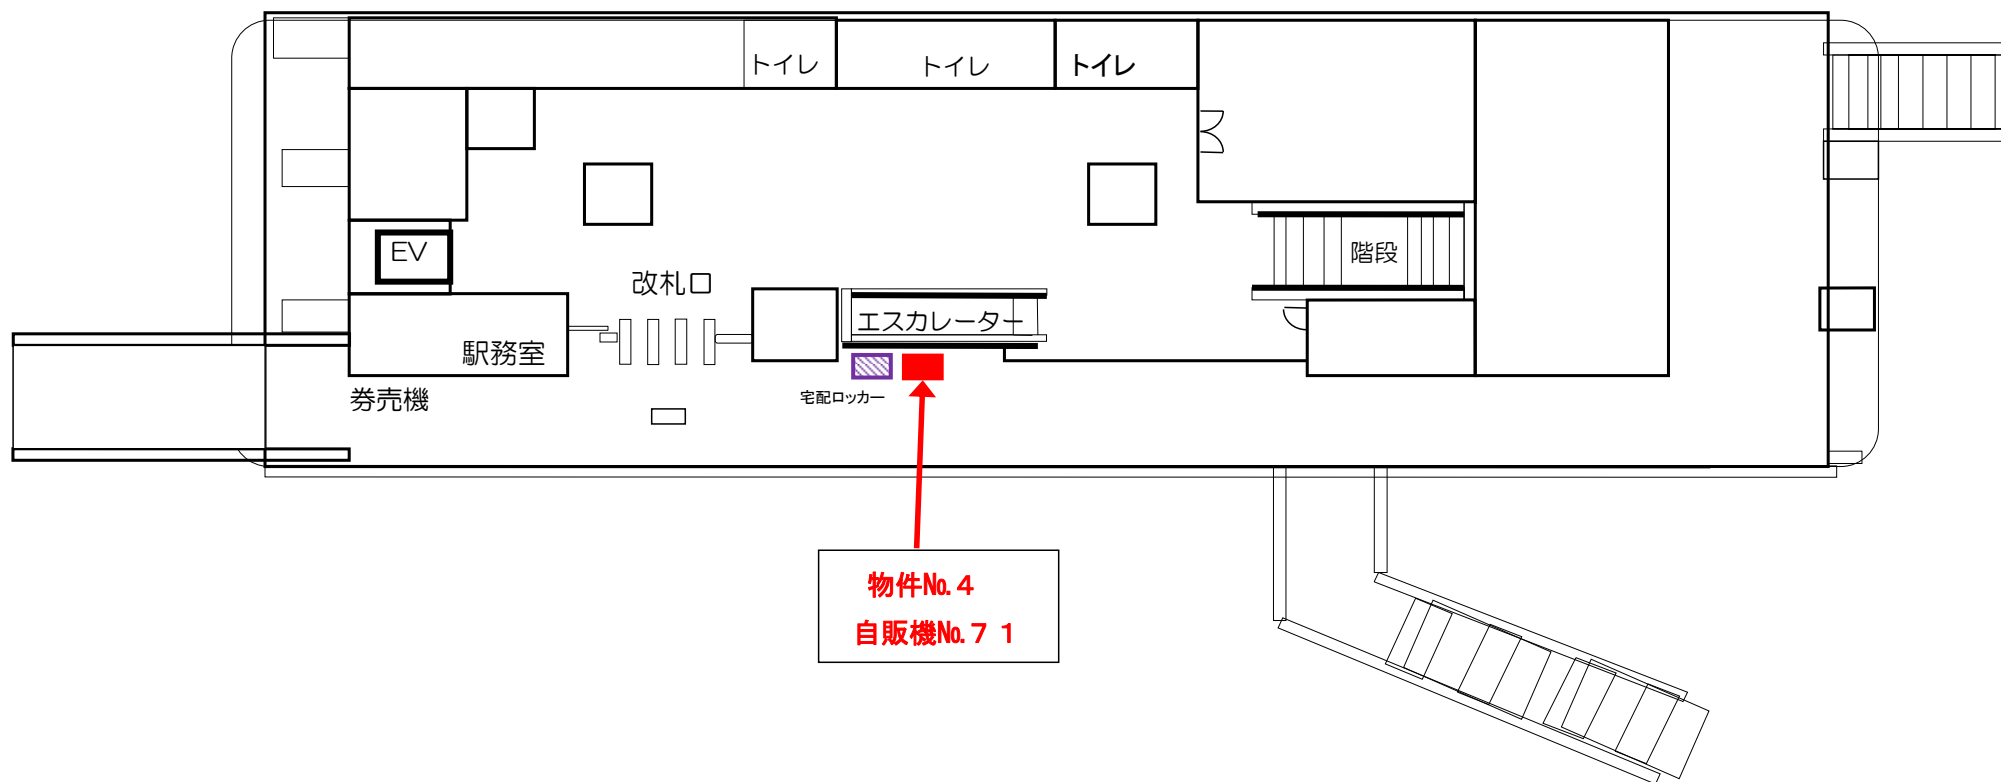 トイレ
トイレ
トイレ
EV
階段
改札口
エスカレーター
駅務室
券売機
宅配ロッカー
物件№４
自販機№７１